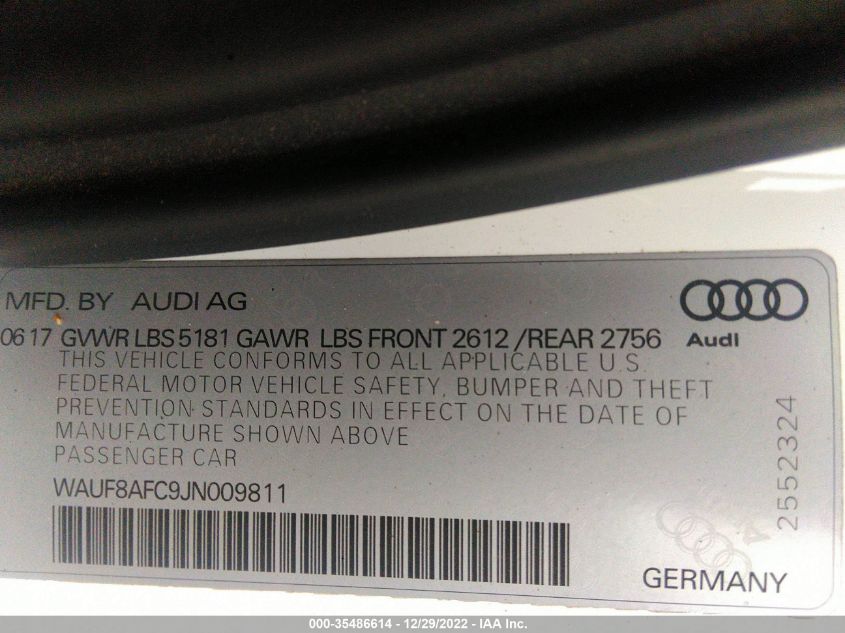 MFD. BY AUDI AG
0617 GVWR LBS 5181 GAWR LBS FRONT 2612 /REAR 2756
Audi
THIS VEHICLE CONFORMS TO ALL APPLICABLE U.S.
FEDERAL MOTOR VEHICLE SAFETY, BUMPER AND THEFT
PREVENTION STANDARDS IN EFFECT ON THE DATE OF
MANUFACTURE SHOWN ABOVE
PASSENGER CAR
WAUF8AFC9JN009811
2552324
GERMANY
000-35486614 - 12/29/2022 - IAA Inc.